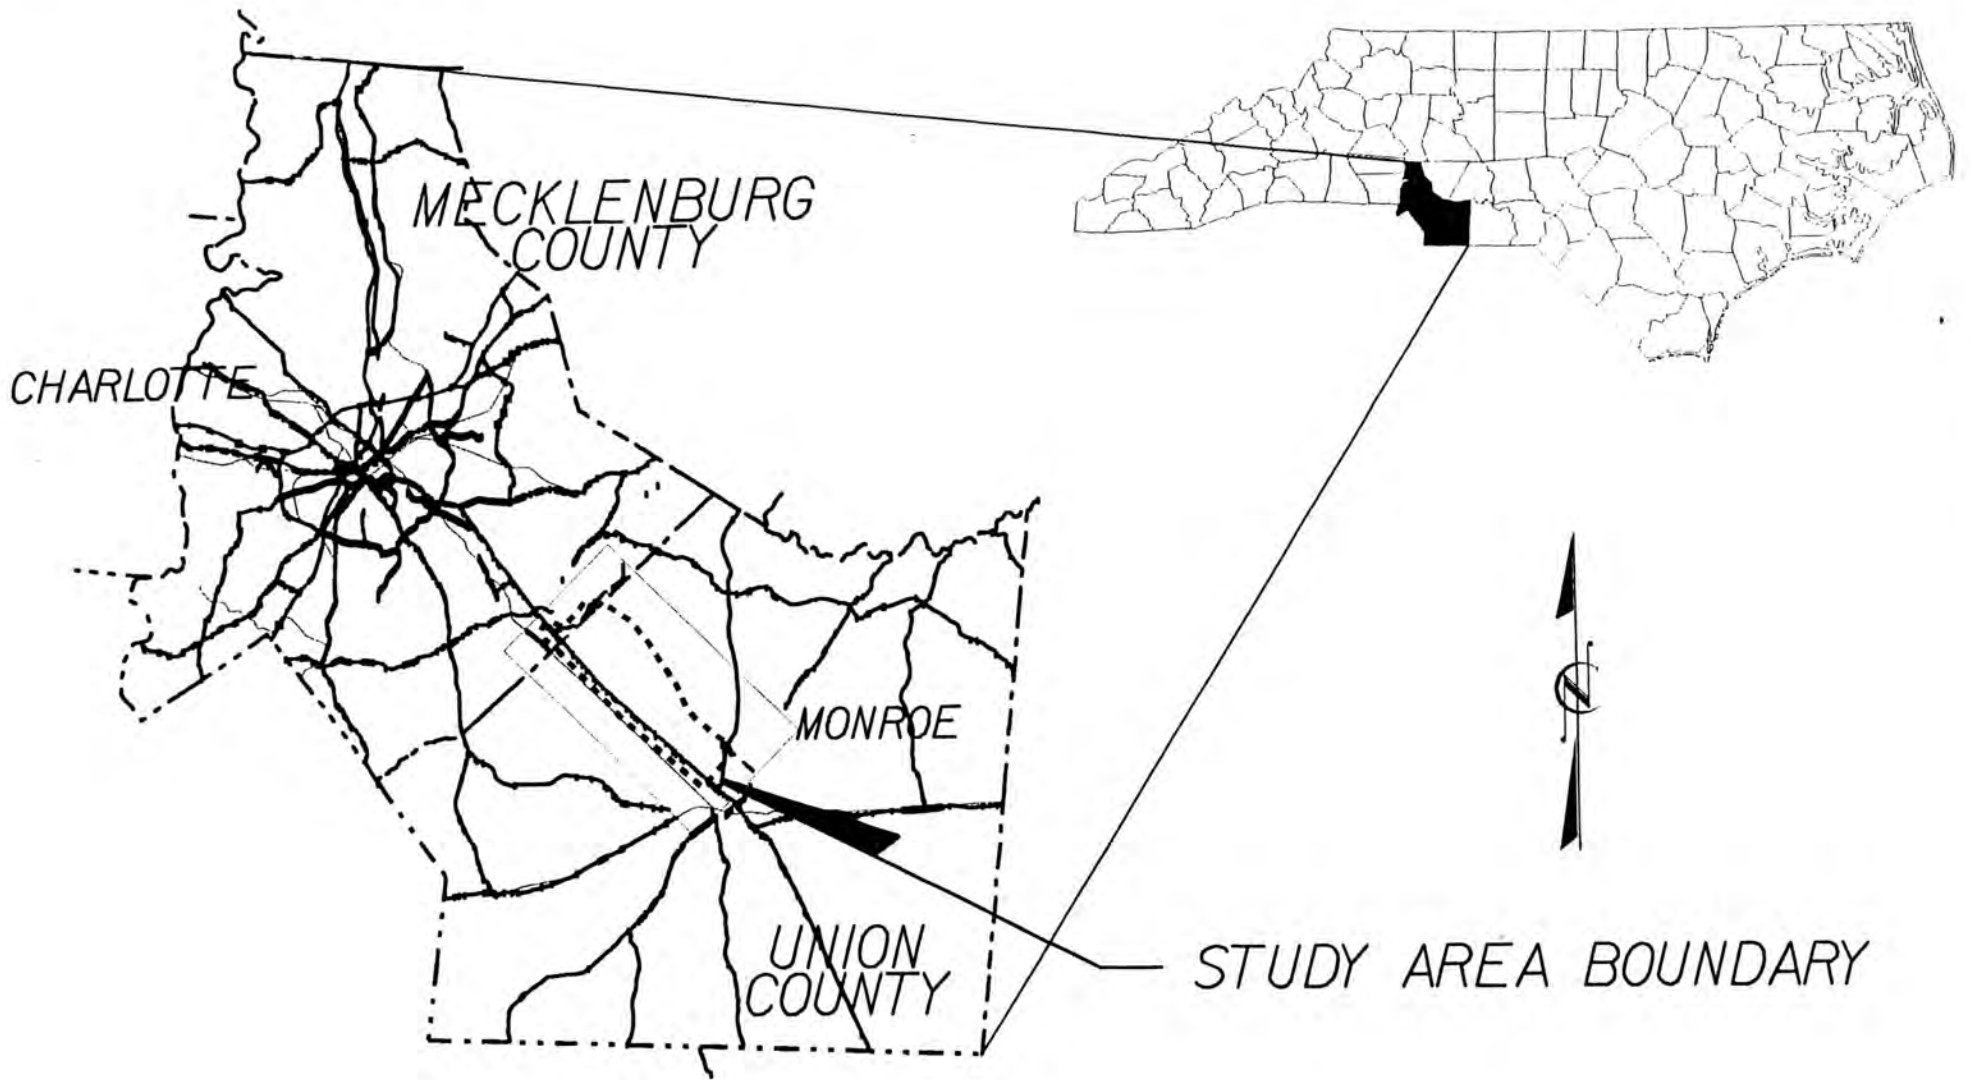 MECKLENBURG
COUNTY
CHARLOTTE
MONROE
UNION
COUNTY
STUDY AREA BOUNDARY
N